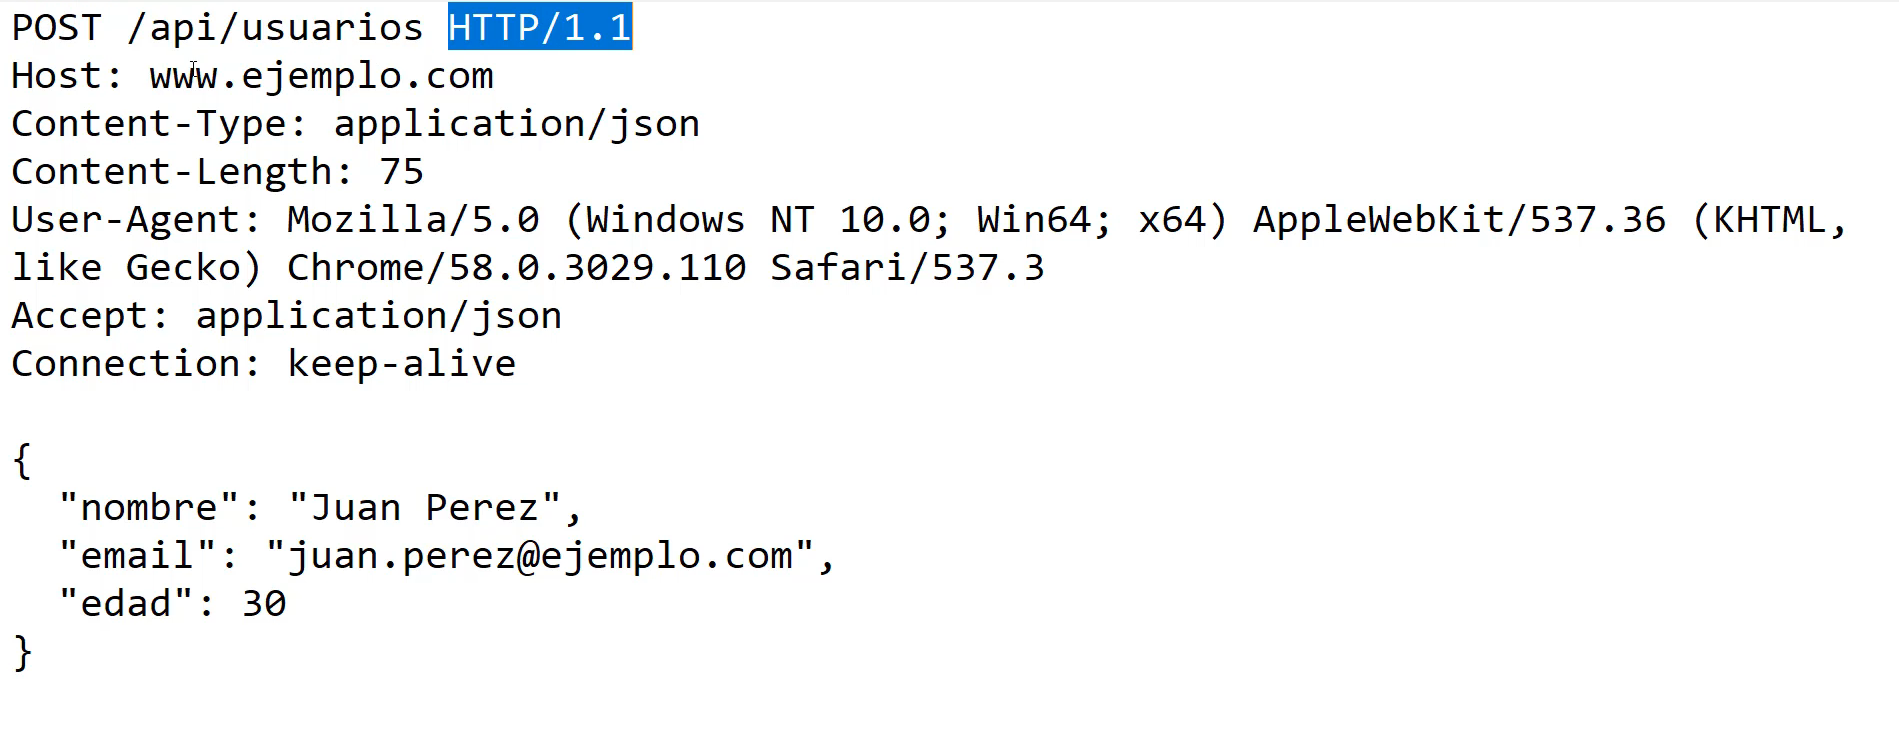 POST /api/usuarios HTTP/1.1
Host: www.ejemplo.com
Content-Type: application/json
Content-Length: 75
User-Agent: Mozilla/5.0 (Windows NT 10.0; Win64; x64) AppleWebKit/537.36 (KHTML,
like Gecko) Chrome/58.0.3029.110 Safari/537.3
Accept: application/json
Connection: keep-alive

{
  "nombre": "Juan Perez",
  "email": "juan.perez@ejemplo.com",
  "edad": 30
}